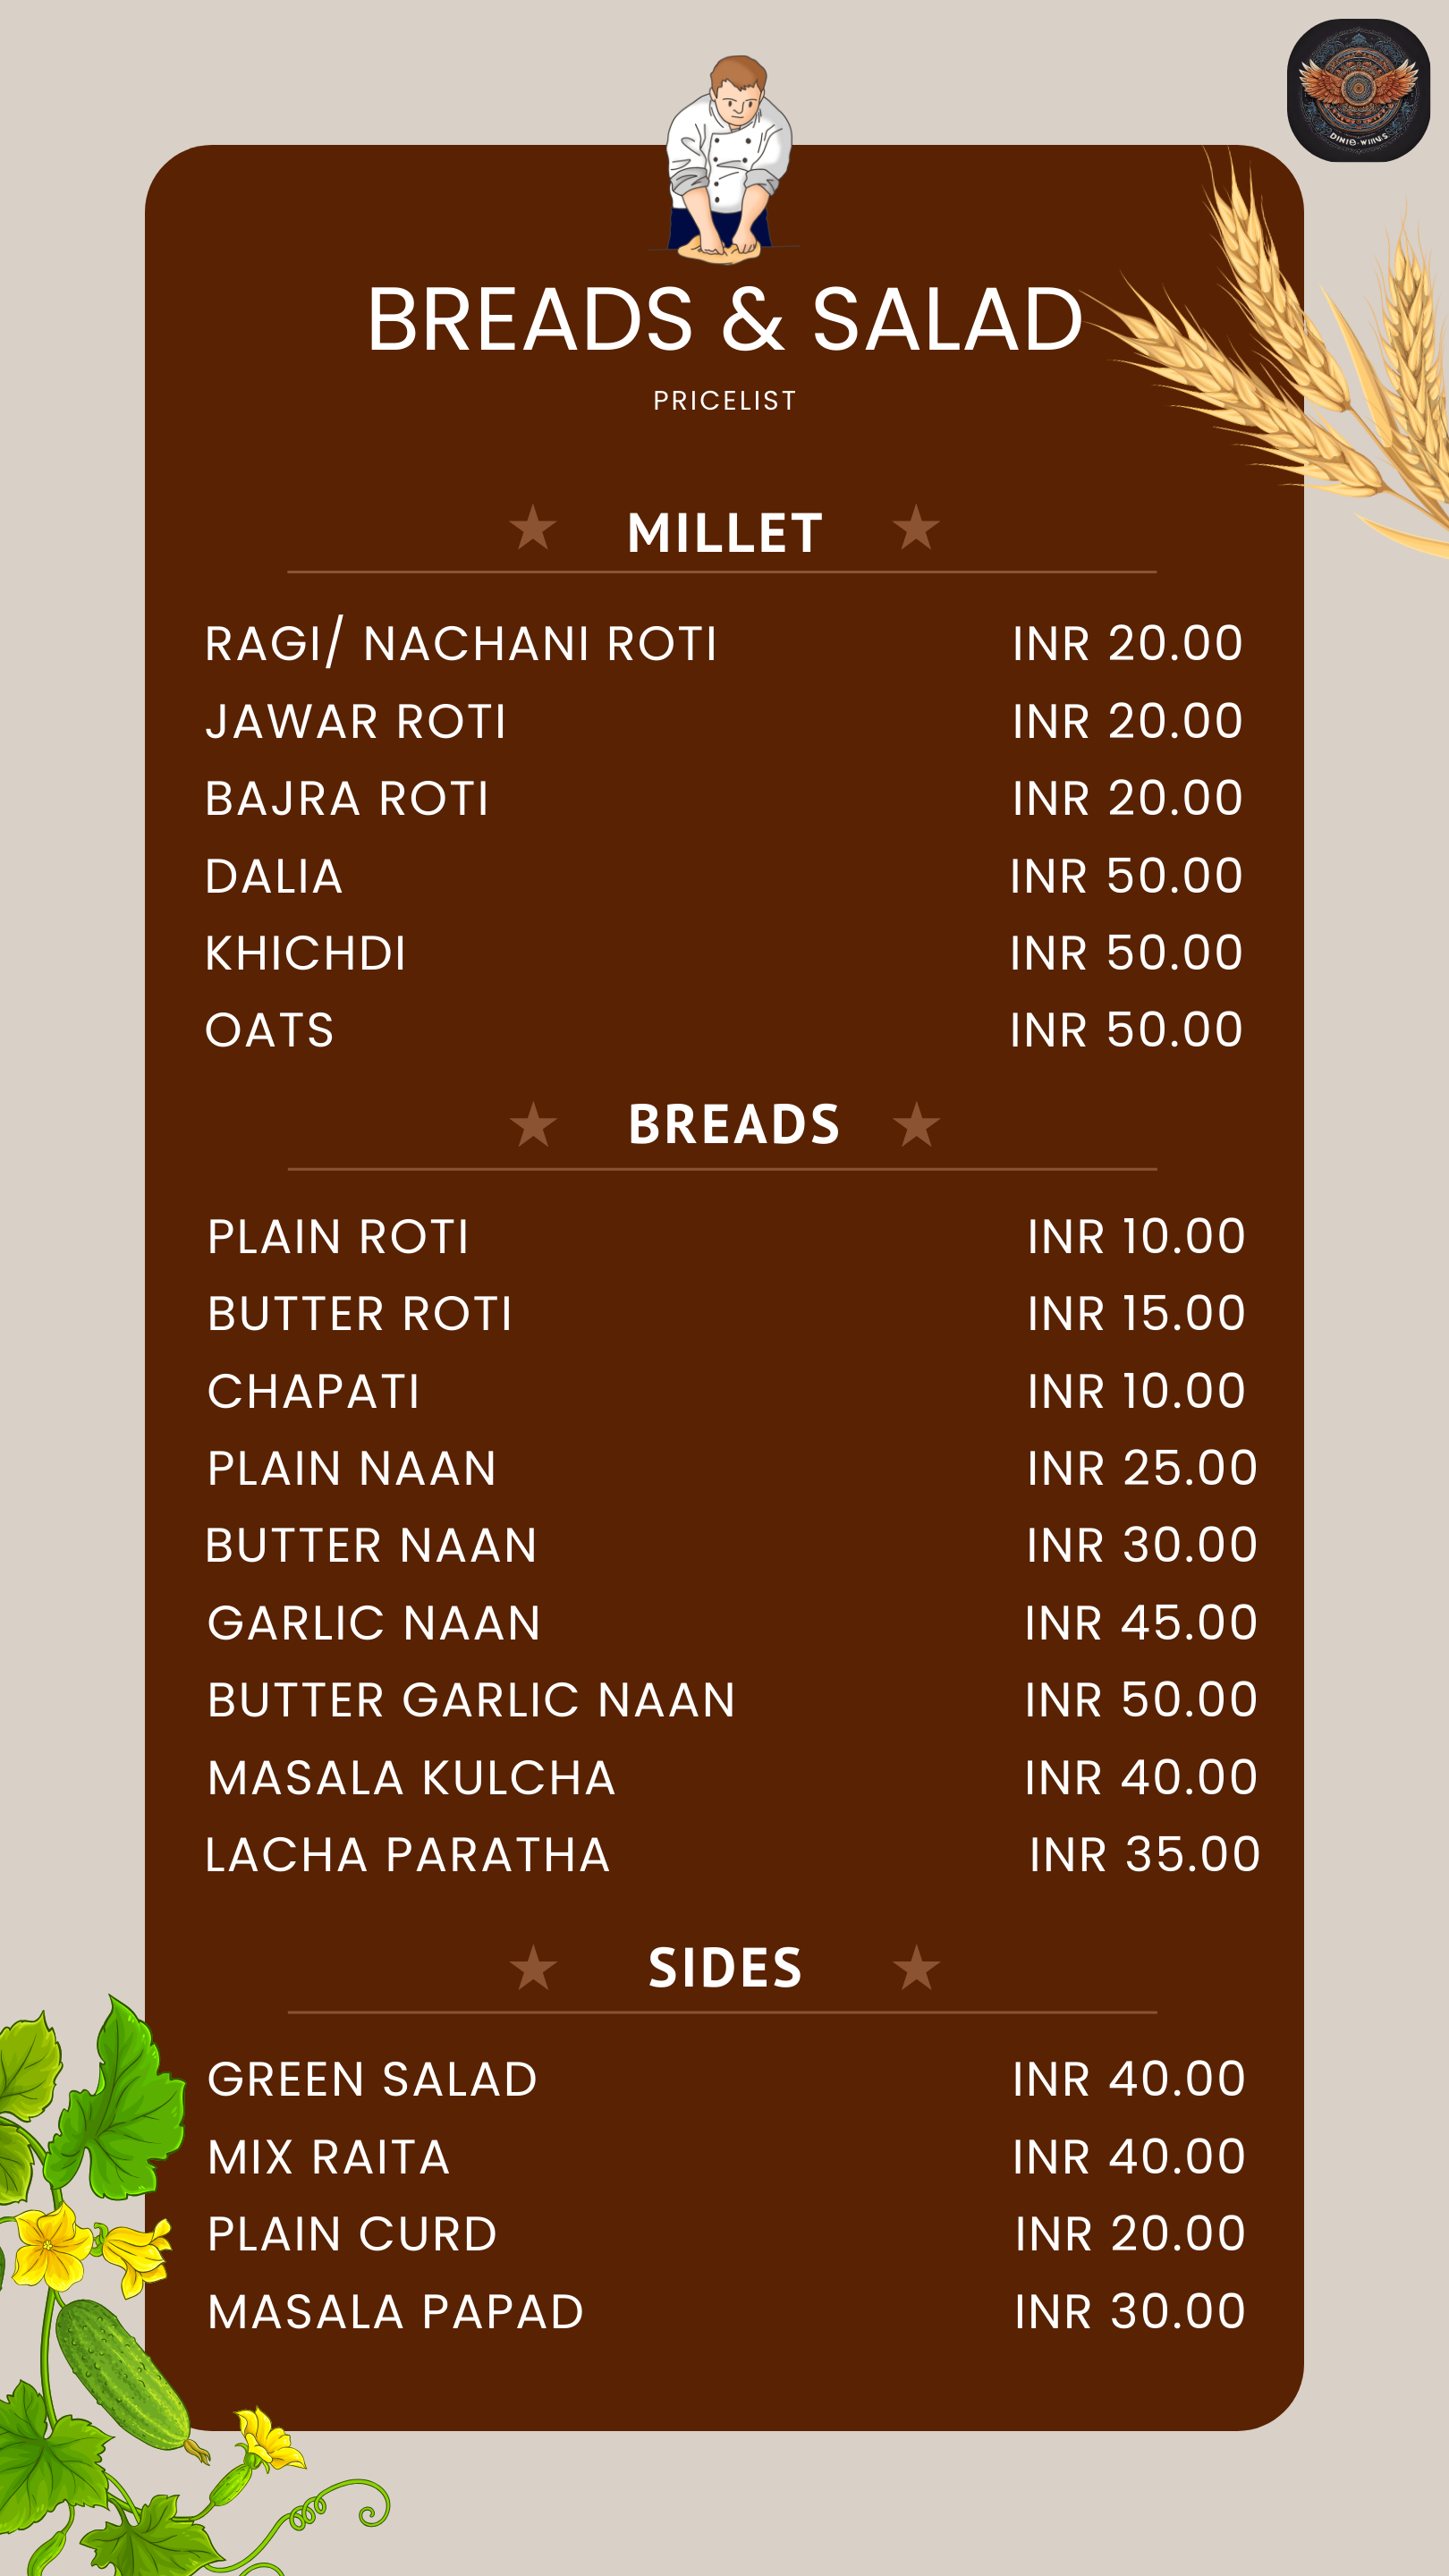 DINIG-WINGS
BREADS & SALAD
PRICELIST
MILLET
RAGI/ NACHANI ROTI INR 20.00
JAWAR ROTI INR 20.00
BAJRA ROTI INR 20.00
DALIA INR 50.00
KHICHDI INR 50.00
OATS INR 50.00
BREADS
PLAIN ROTI INR 10.00
BUTTER ROTI INR 15.00
CHAPATI INR 10.00
PLAIN NAAN INR 25.00
BUTTER NAAN INR 30.00
GARLIC NAAN INR 45.00
BUTTER GARLIC NAAN INR 50.00
MASALA KULCHA INR 40.00
LACHA PARATHA INR 35.00
SIDES
GREEN SALAD INR 40.00
MIX RAITA INR 40.00
PLAIN CURD INR 20.00
MASALA PAPAD INR 30.00